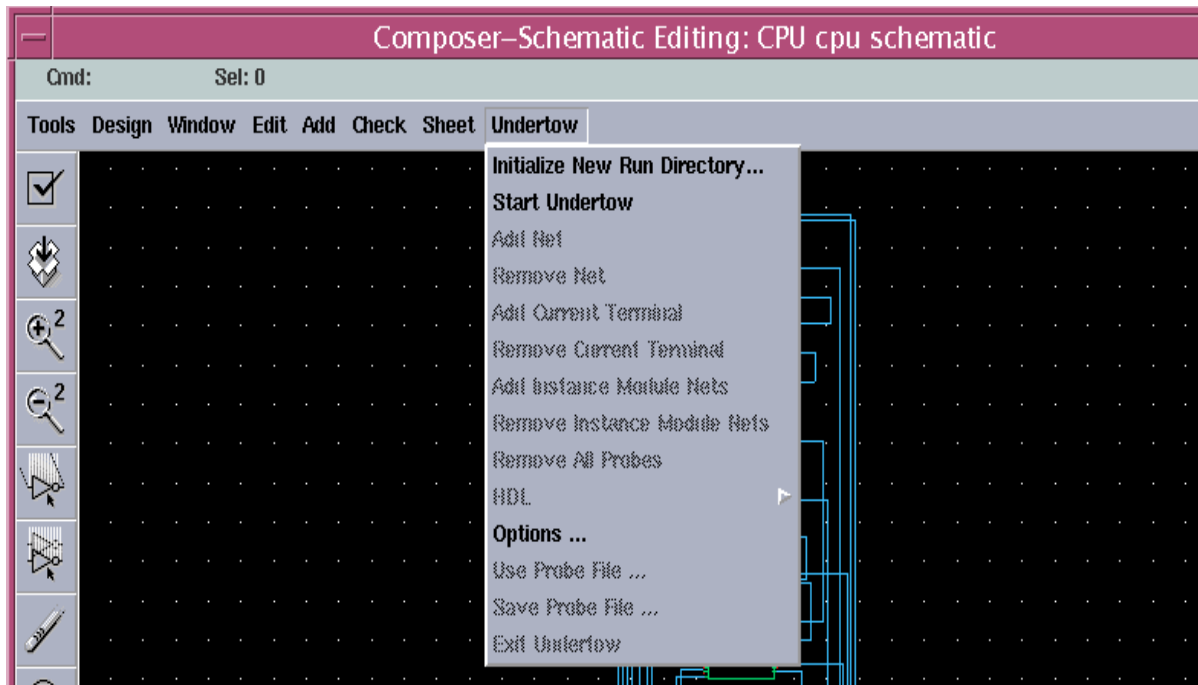 Composer–Schematic Editing: CPU cpu schematic
Cmd: Sel: 0
Tools Design Window Edit Add Check Sheet Undertow
Initialize New Run Directory...
Start Undertow
Add Net
Remove Net
Add Current Terminal
Remove Current Terminal
Add Instance Module Nets
Remove Instance Module Nets
Remove All Probes
HDL
Options ...
Use Probe File ...
Save Probe File ...
Exit Undertow
2
2